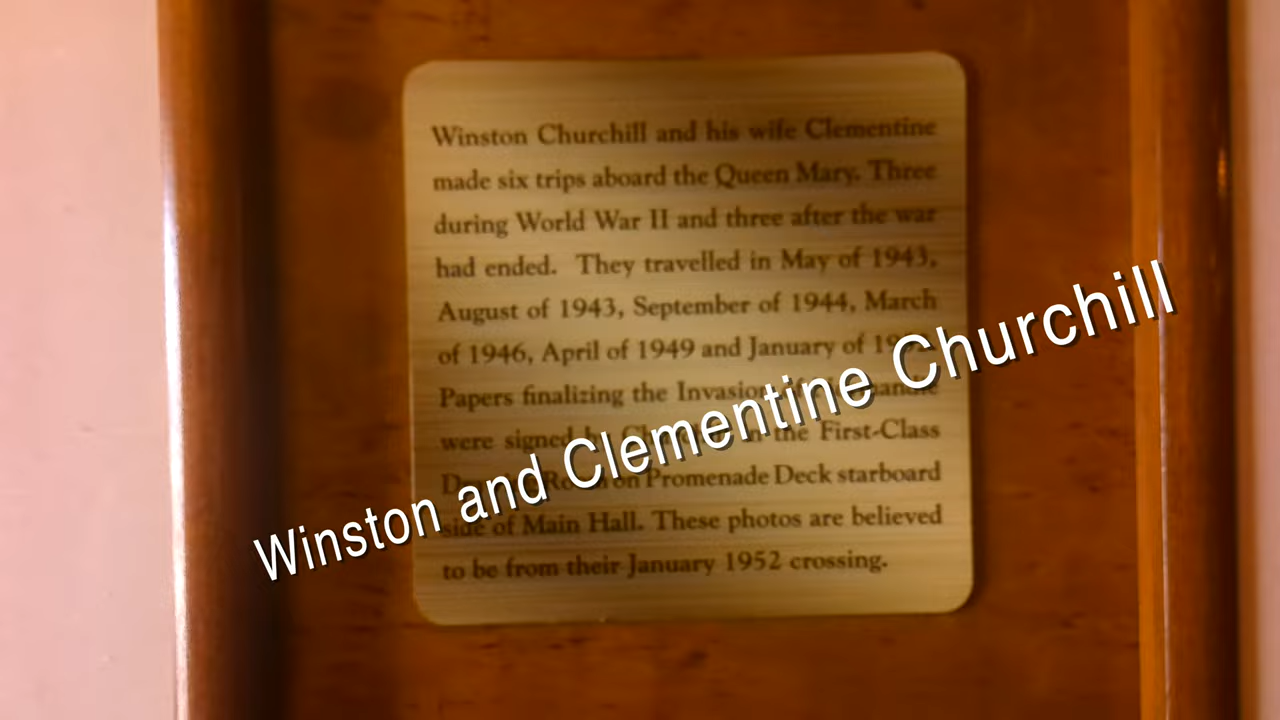 Winston Churchill and his wife Clementine
made six trips aboard the Queen Mary. Three
during World War II and three after the war
had ended. They travelled in May of 1943,
August of 1943, September of 1944, March
of 1946, April of 1949 and January of
Papers finalizing the Invasion
were signed by the First-Class
on Promenade Deck starboard
side of Main Hall. These photos are believed
to be from their January 1952 crossing.
Winston and Clementine Churchill